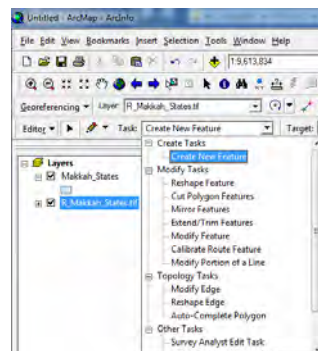 Untitled - ArcMap - ArcInfo
File Edit View Bookmarks Insert Selection Tools Window Help
1:9,613,834
Georeferencing Layer: R_Makkah_States.tif
Editor Task: Create New Feature Target:
Create Tasks
Create New Feature
Modify Tasks
Reshape Feature
Cut Polygon Features
Mirror Features
Extend/Trim Features
Modify Feature
Calibrate Route Feature
Modify Portion of a Line
Topology Tasks
Modify Edge
Reshape Edge
Auto-Complete Polygon
Other Tasks
Survey Analyst Edit Task
Layers
Makkah_States
R_Makkah_States.tif